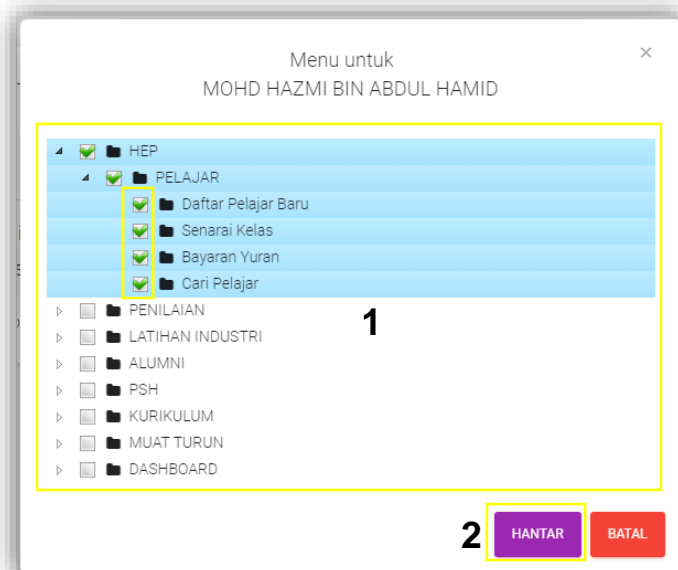 Menu untuk
MOHD HAZMI BIN ABDUL HAMID
×
HEP
PELAJAR
Daftar Pelajar Baru
Senarai Kelas
Bayaran Yuran
Cari Pelajar
PENILAIAN
1
LATIHAN INDUSTRI
ALUMNI
PSH
KURIKULUM
MUAT TURUN
DASHBOARD
2 HANTAR BATAL